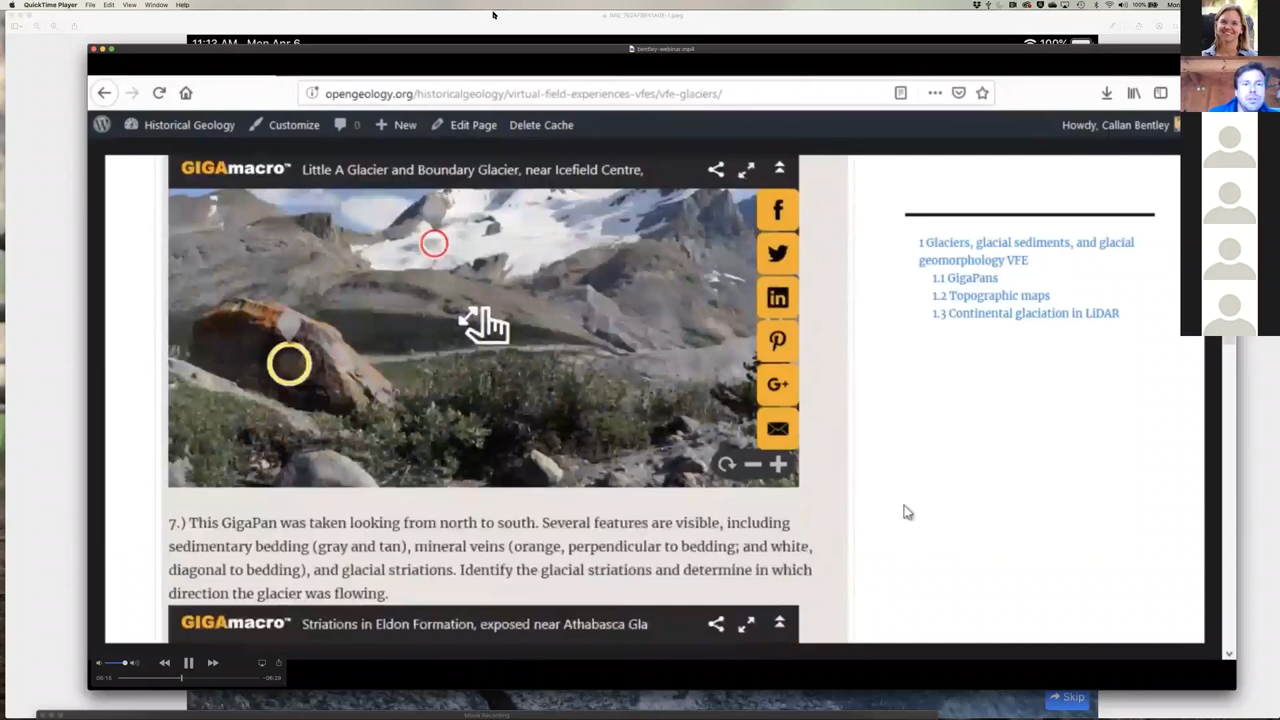 QuickTime Player File Edit View Window Help
100%
Mon
11:13 AM Mon Apr 6
100%
bentley-webinar.mp4
opengeology.org/historicalgeology/virtual-field-experiences-vfes/vfe-glaciers/
Historical Geology Customize 0 New Edit Page Delete Cache
Howdy, Callan Bentley
GIGAmacro™ Little A Glacier and Boundary Glacier, near Icefield Centre,
1 Glaciers, glacial sediments, and glacial
geomorphology VFE
1.1 GigaPans
1.2 Topographic maps
1.3 Continental glaciation in LiDAR
7.) This GigaPan was taken looking from north to south. Several features are visible, including
sedimentary bedding (gray and tan), mineral veins (orange, perpendicular to bedding; and white,
diagonal to bedding), and glacial striations. Identify the glacial striations and determine in which
direction the glacier was flowing.
GIGAmacro™ Striations in Eldon Formation, exposed near Athabasca Gla
Skip
Movie Recording